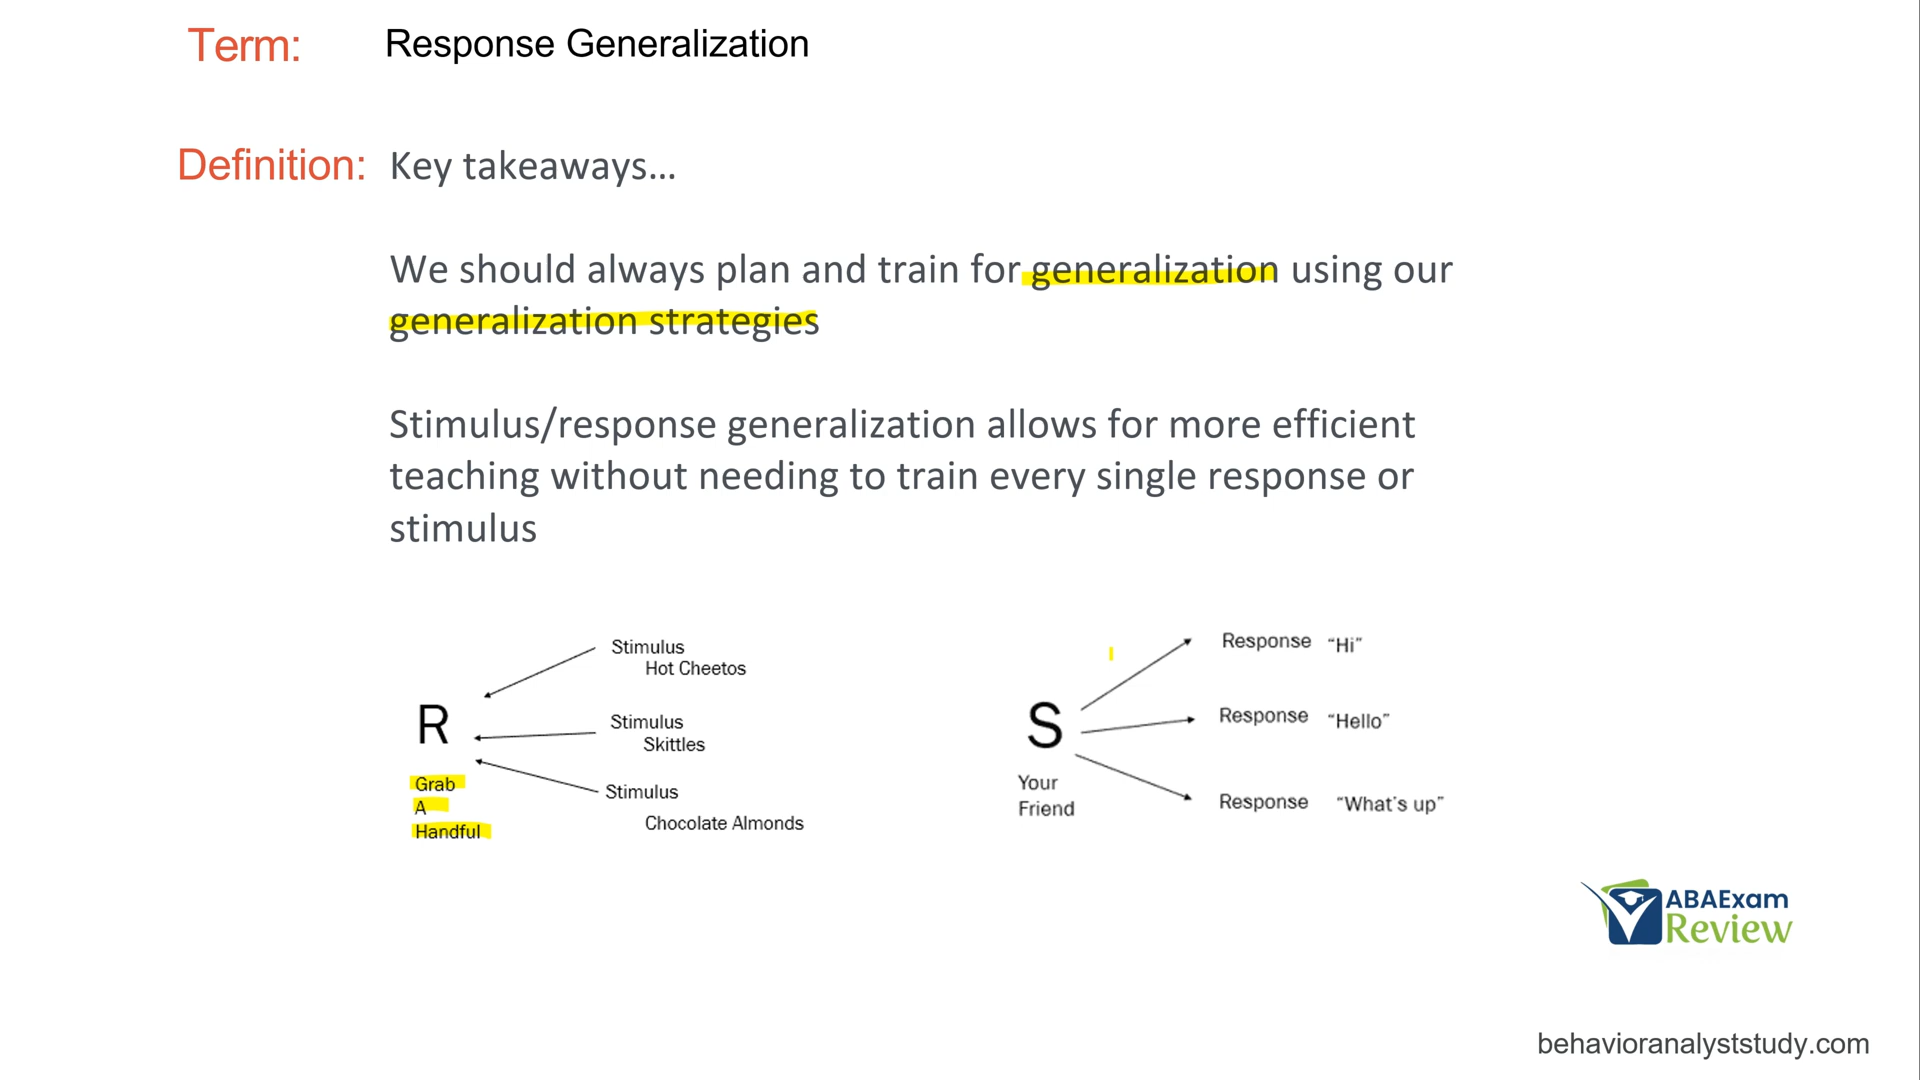 Term: Response Generalization
Definition: Key takeaways...
We should always plan and train for generalization using our
generalization strategies
Stimulus/response generalization allows for more efficient
teaching without needing to train every single response or
stimulus
R
Grab
A
Handful
Stimulus
Hot Cheetos
Stimulus
Skittles
Stimulus
Chocolate Almonds
S
Your
Friend
Response “Hi”
Response “Hello”
Response “What's up”
ABAExam
Review
behavioranalyststudy.com